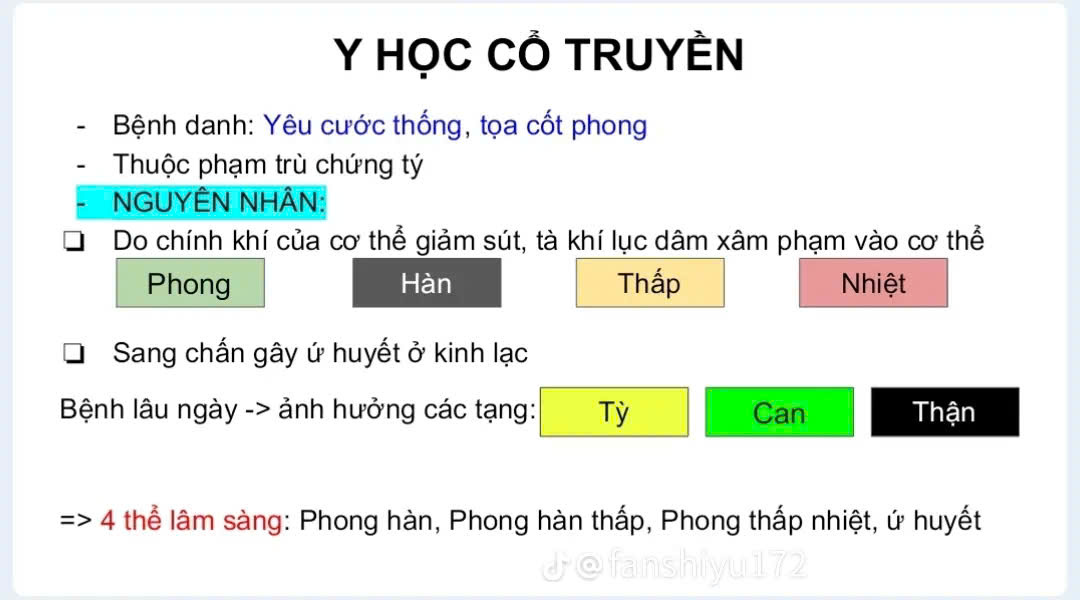 Y HỌC CỔ TRUYỀN
- Bệnh danh: Yêu cước thống, tọa cốt phong
- Thuộc phạm trù chứng tý
- NGUYÊN NHÂN:
❏ Do chính khí của cơ thể giảm sút, tà khí lục dâm xâm phạm vào cơ thể
Phong Hàn Thấp Nhiệt
❏ Sang chấn gây ứ huyết ở kinh lạc
Bệnh lâu ngày -> ảnh hưởng các tạng: Tỳ Can Thận
=> 4 thể lâm sàng: Phong hàn, Phong hàn thấp, Phong thấp nhiệt, ứ huyết
@fanshiyu172